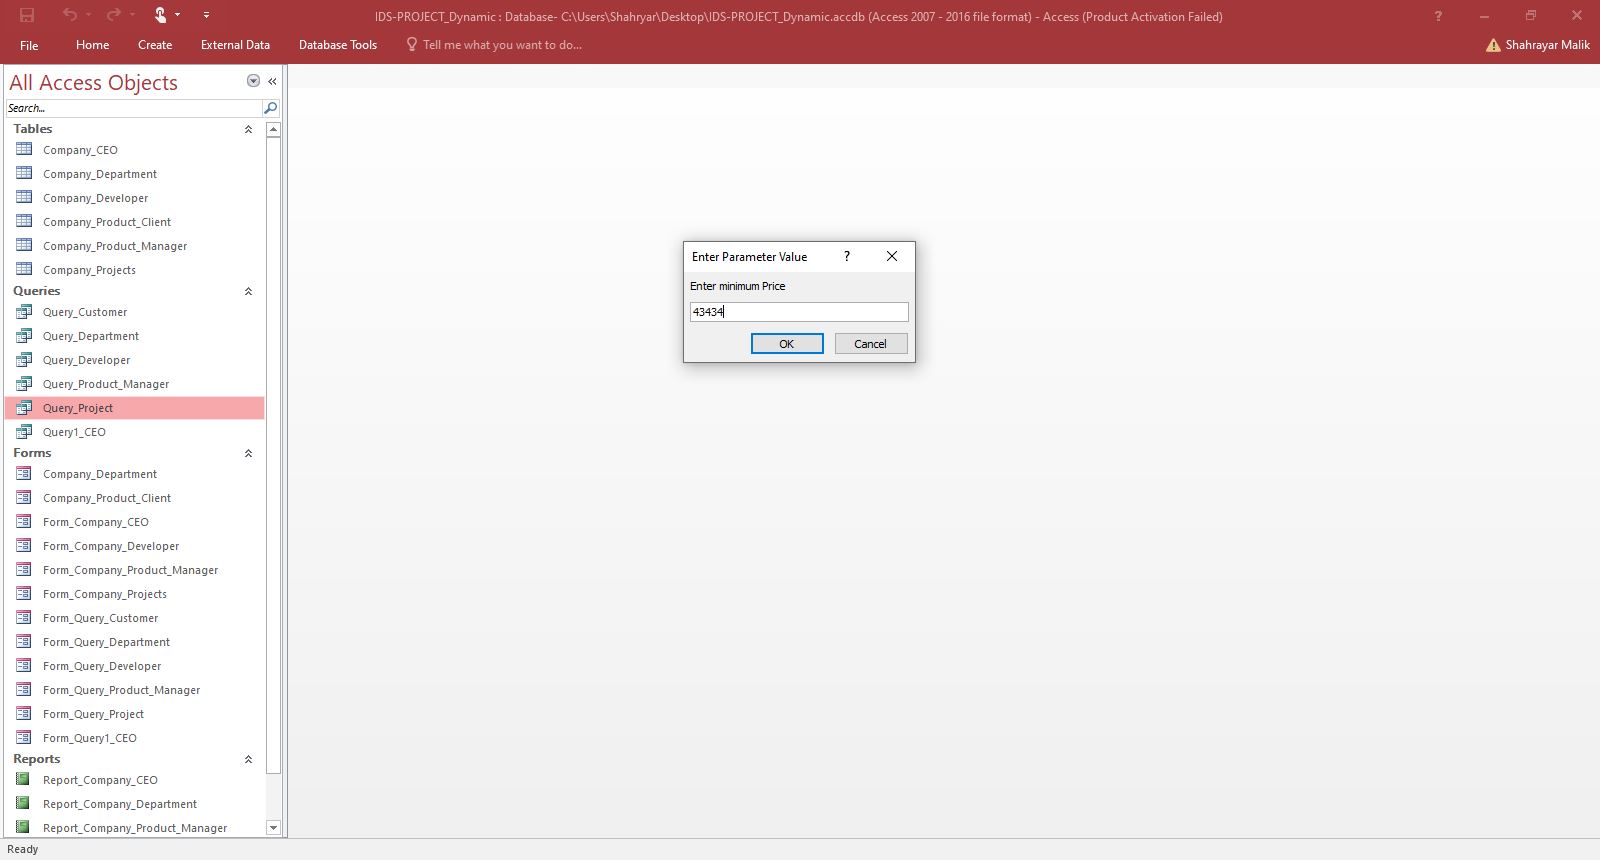 IDS-PROJECT_Dynamic : Database- C:\Users\Shahryar\Desktop\IDS-PROJECT_Dynamic.accdb (Access 2007 - 2016 file format) - Access (Product Activation Failed)
?
File Home Create External Data Database Tools Tell me what you want to do... Shahrayar Malik
All Access Objects
Search...
Tables
Company_CEO
Company_Department
Company_Developer
Company_Product_Client
Company_Product_Manager
Company_Projects
Queries
Query_Customer
Query_Department
Query_Developer
Query_Product_Manager
Query_Project
Query1_CEO
Forms
Company_Department
Company_Product_Client
Form_Company_CEO
Form_Company_Developer
Form_Company_Product_Manager
Form_Company_Projects
Form_Query_Customer
Form_Query_Department
Form_Query_Developer
Form_Query_Product_Manager
Form_Query_Project
Form_Query1_CEO
Reports
Report_Company_CEO
Report_Company_Department
Report_Company_Product_Manager
Enter Parameter Value ?
Enter minimum Price
43434
OK Cancel
Ready